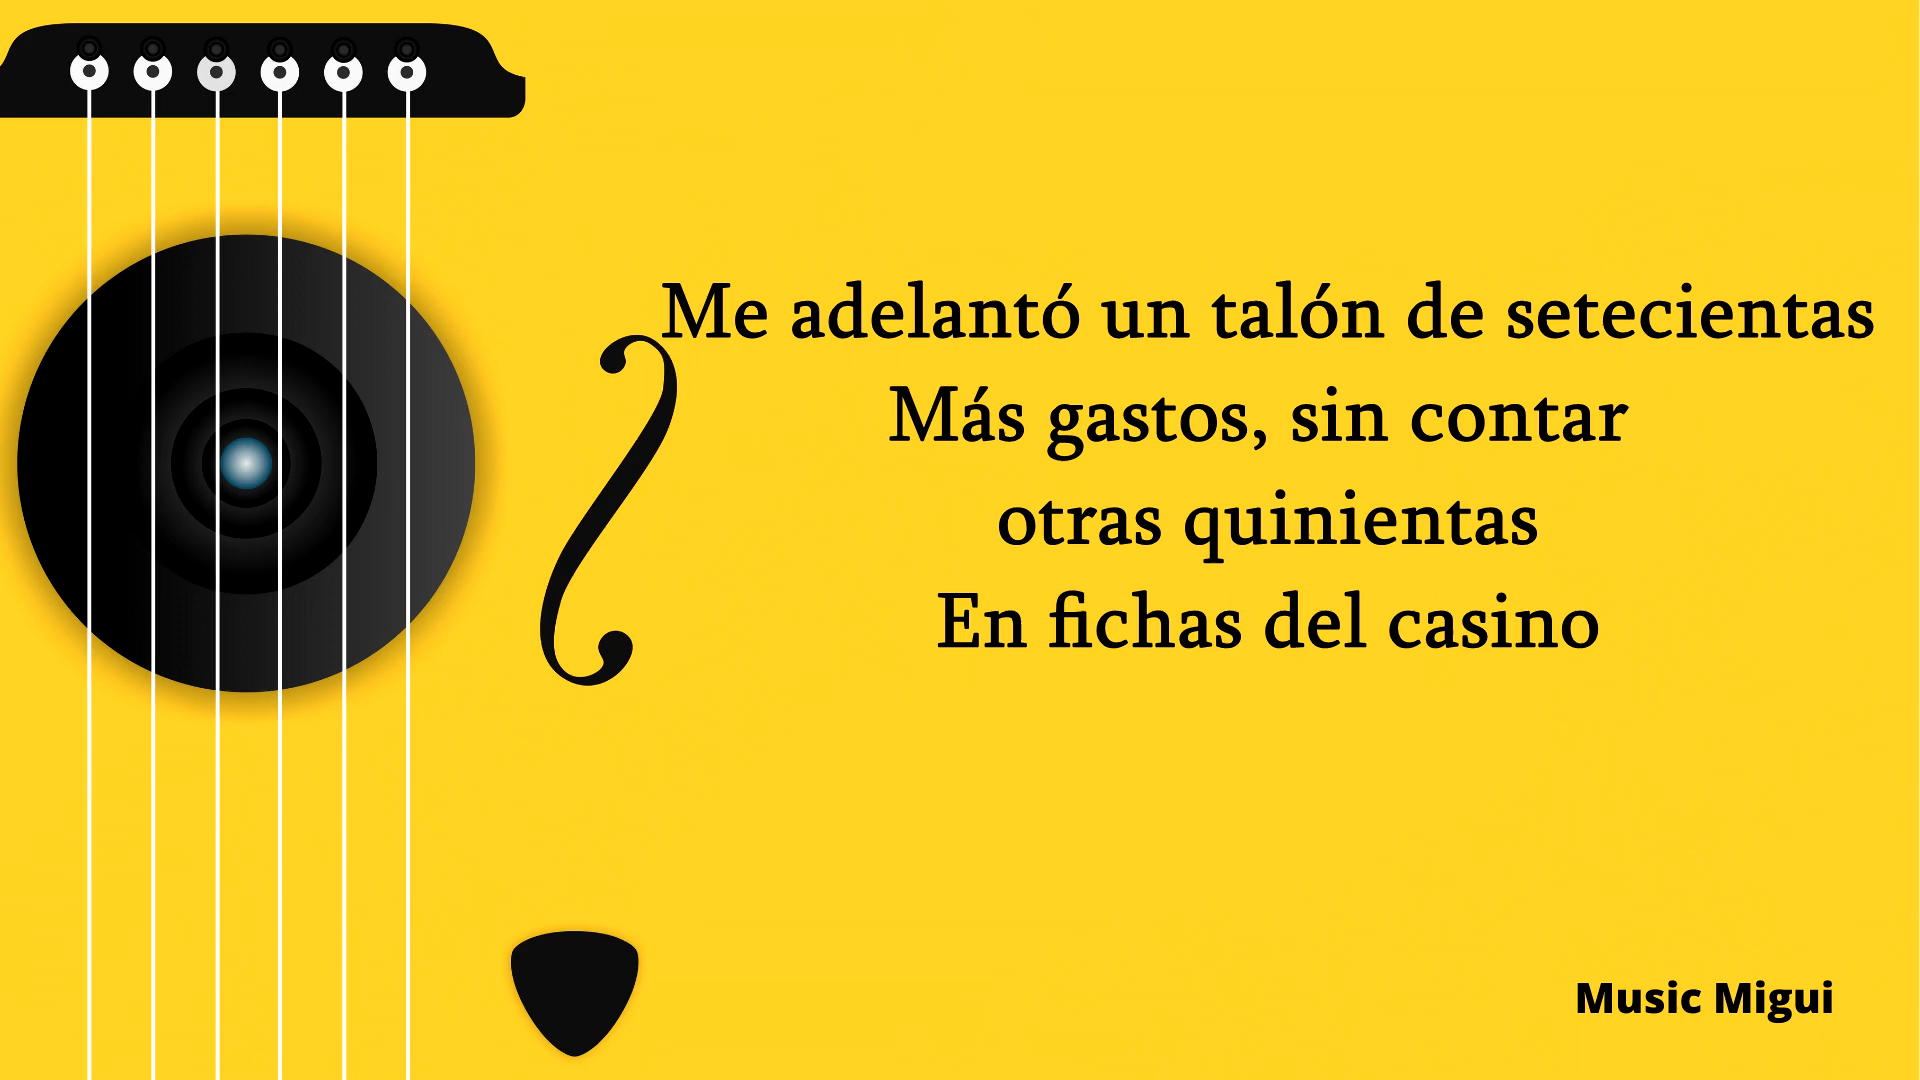 Me adelantó un talón de setecientas
Más gastos, sin contar
otras quinientas
En fichas del casino
Music Migui